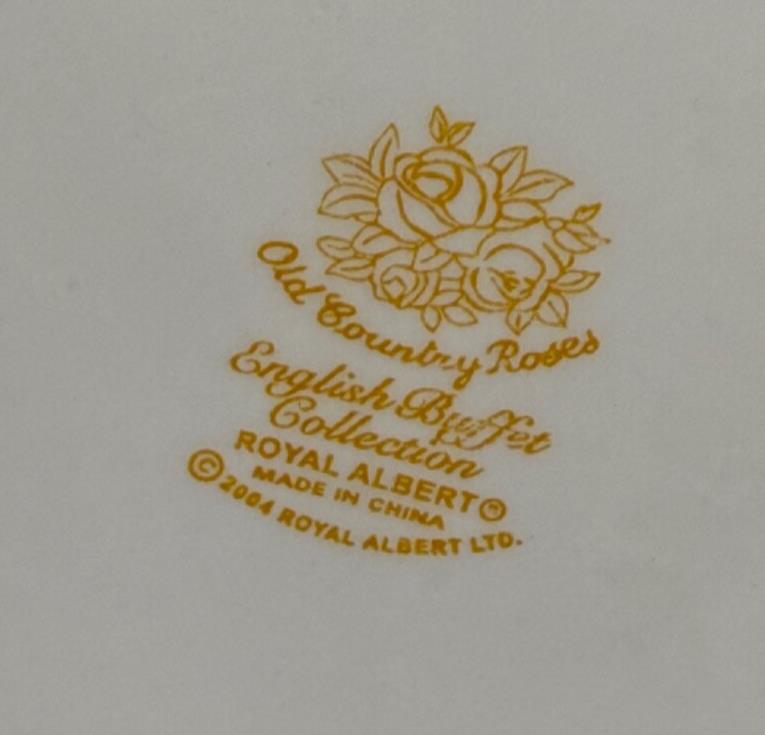 Old Country Roses
English Buffet
Collection
ROYAL ALBERT®
MADE IN CHINA
© 2004 ROYAL ALBERT LTD.